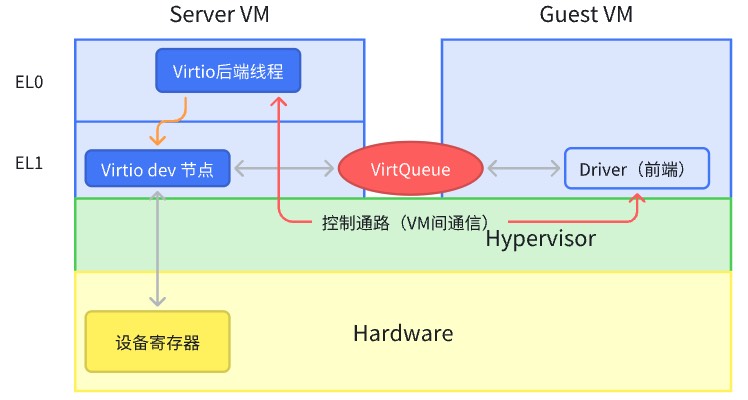 Server VM
Guest VM
EL0
Virtio后端线程
EL1
Virtio dev 节点
VirtQueue
Driver（前端）
控制通路（VM间通信）
Hypervisor
Hardware
设备寄存器